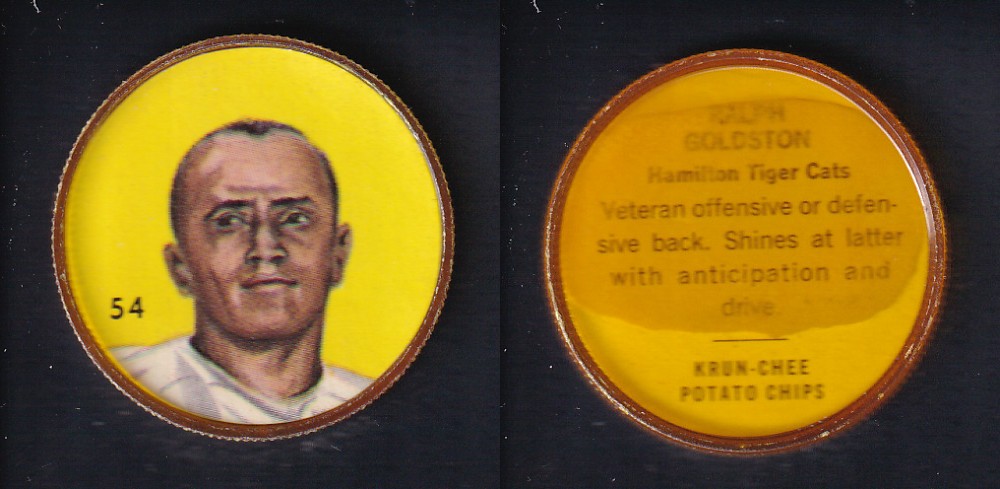 54
RALPH
GOLDSTON
Hamilton Tiger Cats
Veteran offensive or defen-
sive back. Shines at latter
with anticipation and
drive.
KRUN-CHEE
POTATO CHIPS